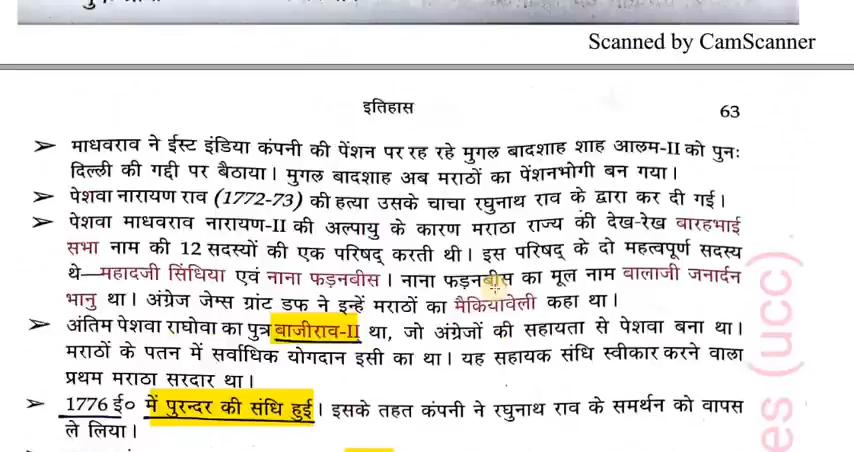 Scanned by CamScanner
इतिहास
63
➢ माधवराव ने ईस्ट इंडिया कंपनी की पेंशन पर रह रहे मुगल बादशाह शाह आलम-II को पुनः
दिल्ली की गद्दी पर बैठाया। मुगल बादशाह अब मराठों का पेंशनभोगी बन गया।
➢ पेशवा नारायण राव (1772-73) की हत्या उसके चाचा रघुनाथ राव के द्वारा कर दी गई।
➢ पेशवा माधवराव नारायण-II की अल्पायु के कारण मराठा राज्य की देख-रेख बारहभाई
सभा नाम की 12 सदस्यों की एक परिषद् करती थी। इस परिषद् के दो महत्वपूर्ण सदस्य
थे—महादजी सिंधिया एवं नाना फड़नबीस। नाना फड़नबीस का मूल नाम बालाजी जनार्दन
भानु था। अंग्रेज जेम्स ग्रांट डफ ने इन्हें मराठों का मैकियावेली कहा था।
➢ अंतिम पेशवा राघोवा का पुत्र बाजीराव-II था, जो अंग्रेजों की सहायता से पेशवा बना था।
मराठों के पतन में सर्वाधिक योगदान इसी का था। यह सहायक संधि स्वीकार करने वाला
प्रथम मराठा सरदार था।
➢ 1776 ई० में पुरन्दर की संधि हुई। इसके तहत कंपनी ने रघुनाथ राव के समर्थन को वापस
ले लिया।
es (ucc)